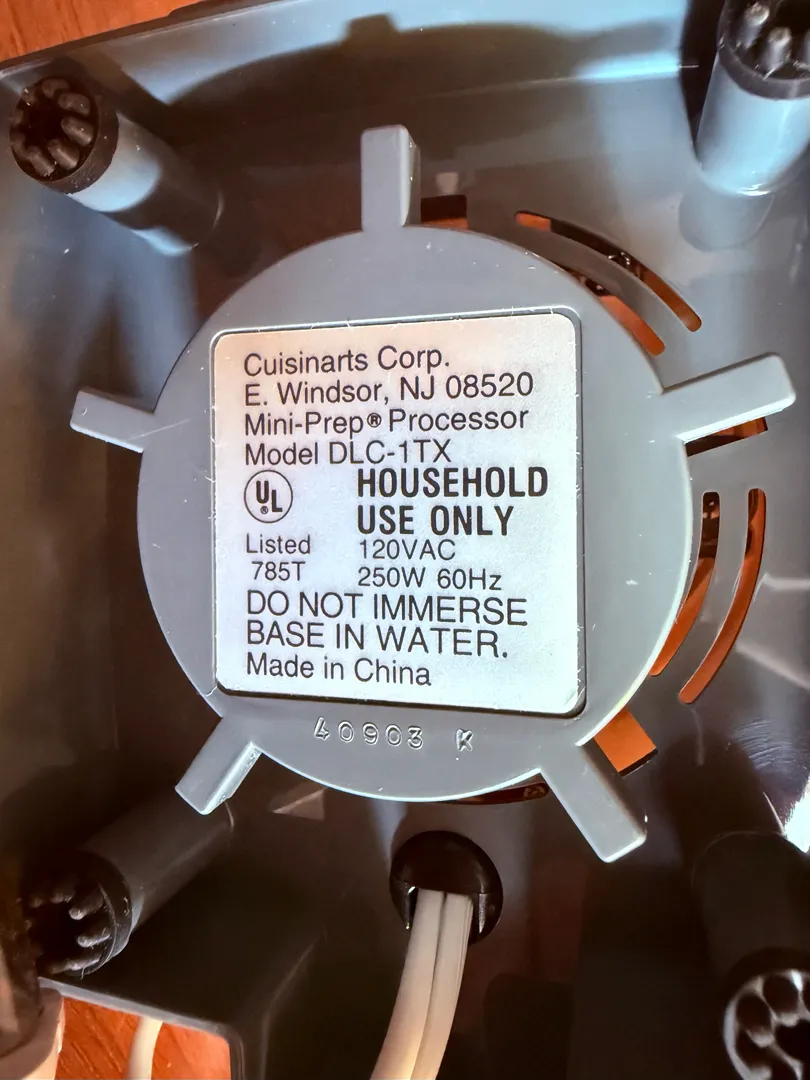 Cuisinarts Corp.
E. Windsor, NJ 08520
Mini-Prep® Processor
Model DLC-1TX
UL® HOUSEHOLD
USE ONLY
Listed 120VAC
785T 250W 60Hz
DO NOT IMMERSE
BASE IN WATER.
Made in China
40903 K